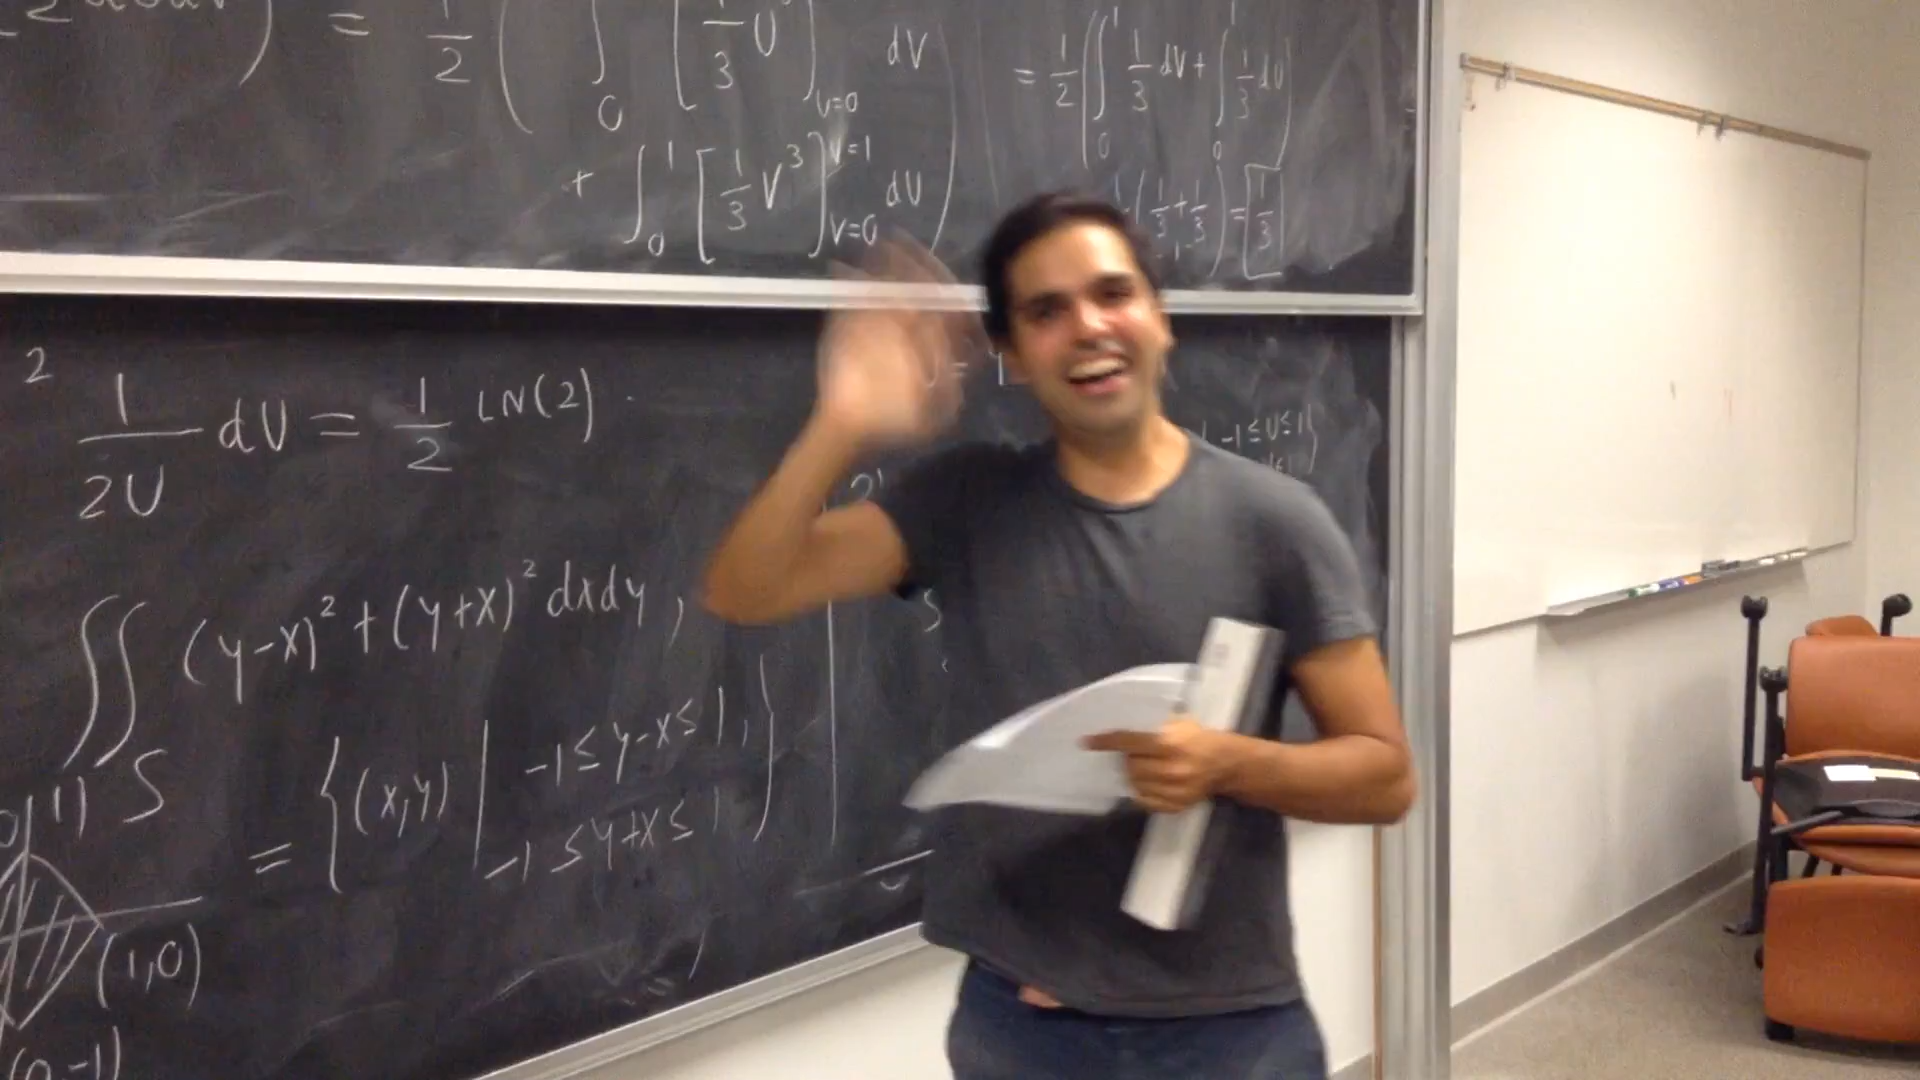 = 1/2 ( ∫_0 [ 1/3 U ]_{U=0} dV
+ ∫_0^1 [ 1/3 V^3 ]_{V=0}^{V=1} dU )
= 1/2 ( ∫_0^1 1/3 dV + ∫_0^1 1/3 dU )
( 1/3 + 1/3 ) = 1/3
2 1/2U dU = 1/2 LN(2).
∬_S (y-x)^2 + (y+x)^2 dxdy,
S
= { (x,y) | -1 ≤ y-x ≤ 1,
-1 ≤ y+x ≤ 1 }
(1,0)
-1 ≤ U ≤ 1 }
S